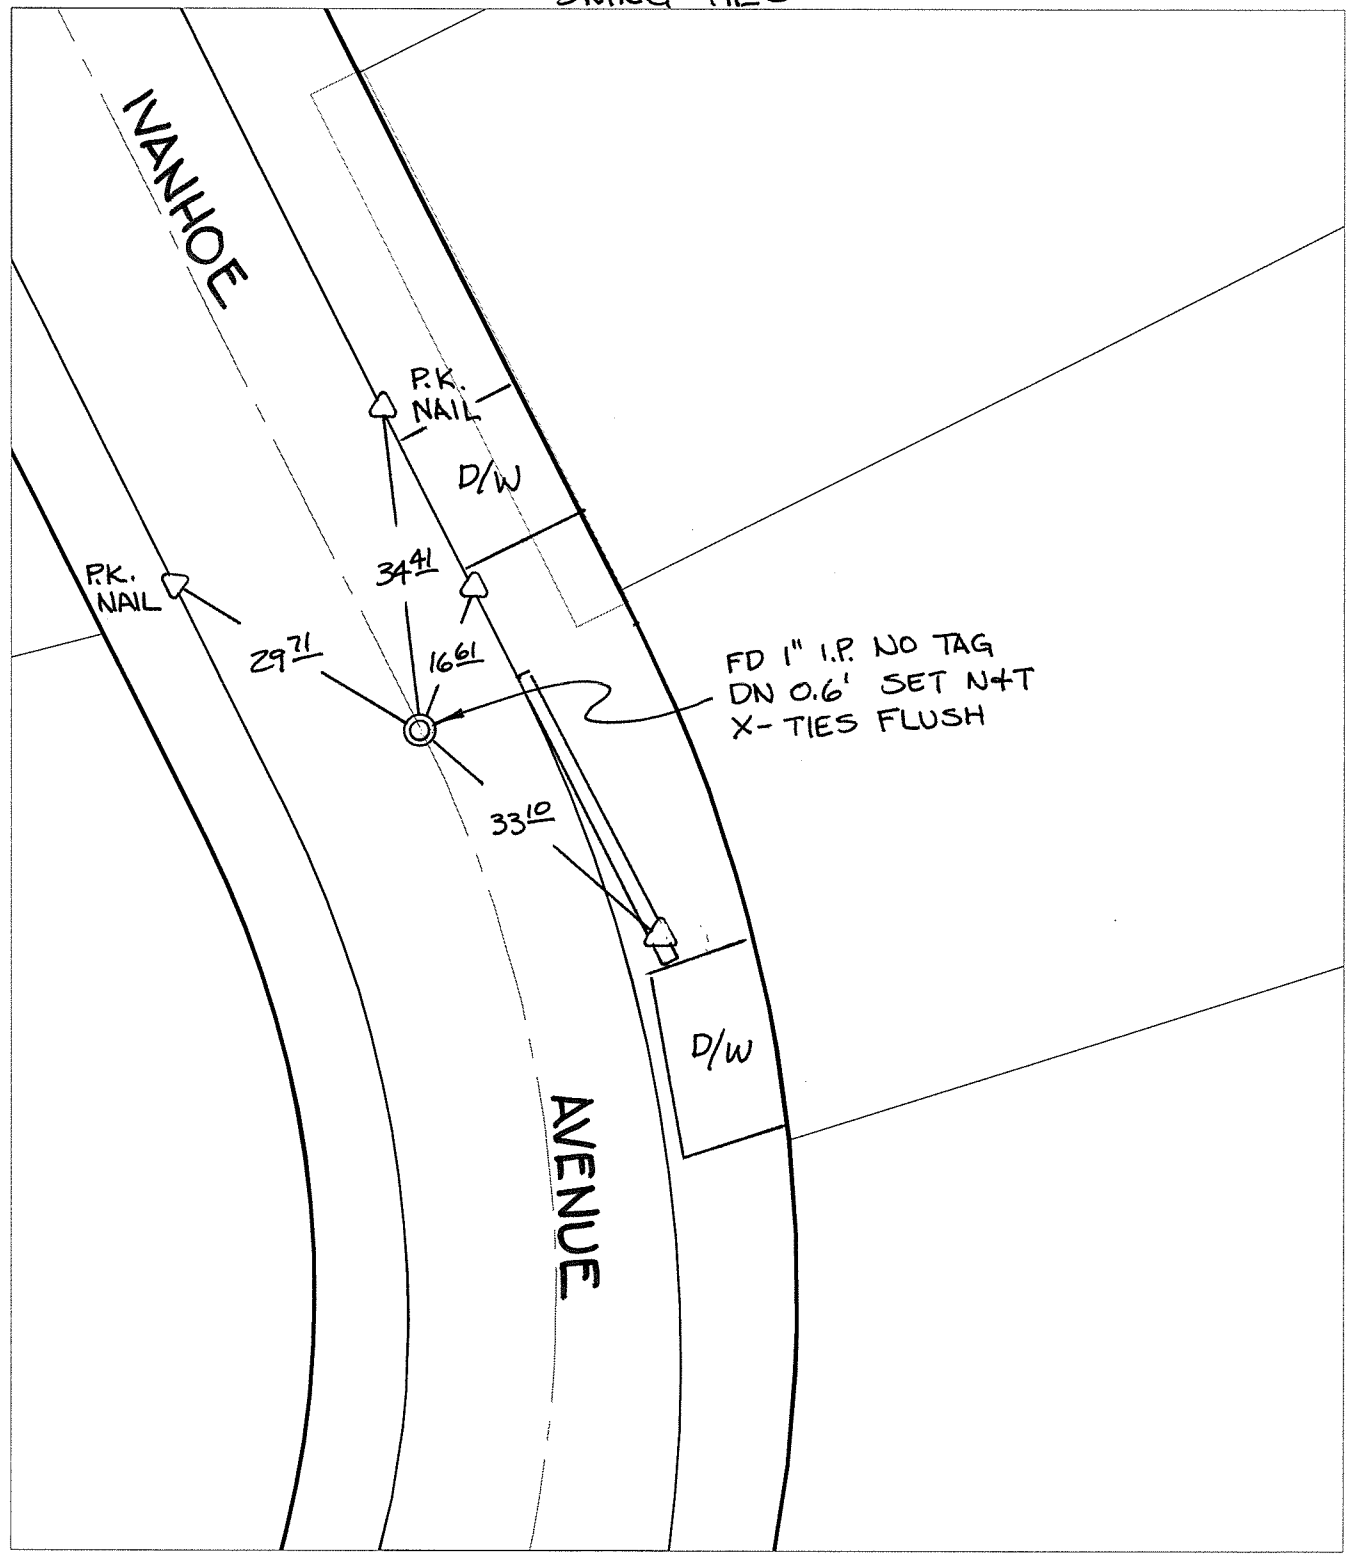 TIES
IVANHOE
P.K.
NAIL
D/W
34 41
P.K.
NAIL
29 71
16 61
FD 1" I.P. NO TAG
DN 0.6' SET N&T
X-TIES FLUSH
33 10
D/W
AVENUE